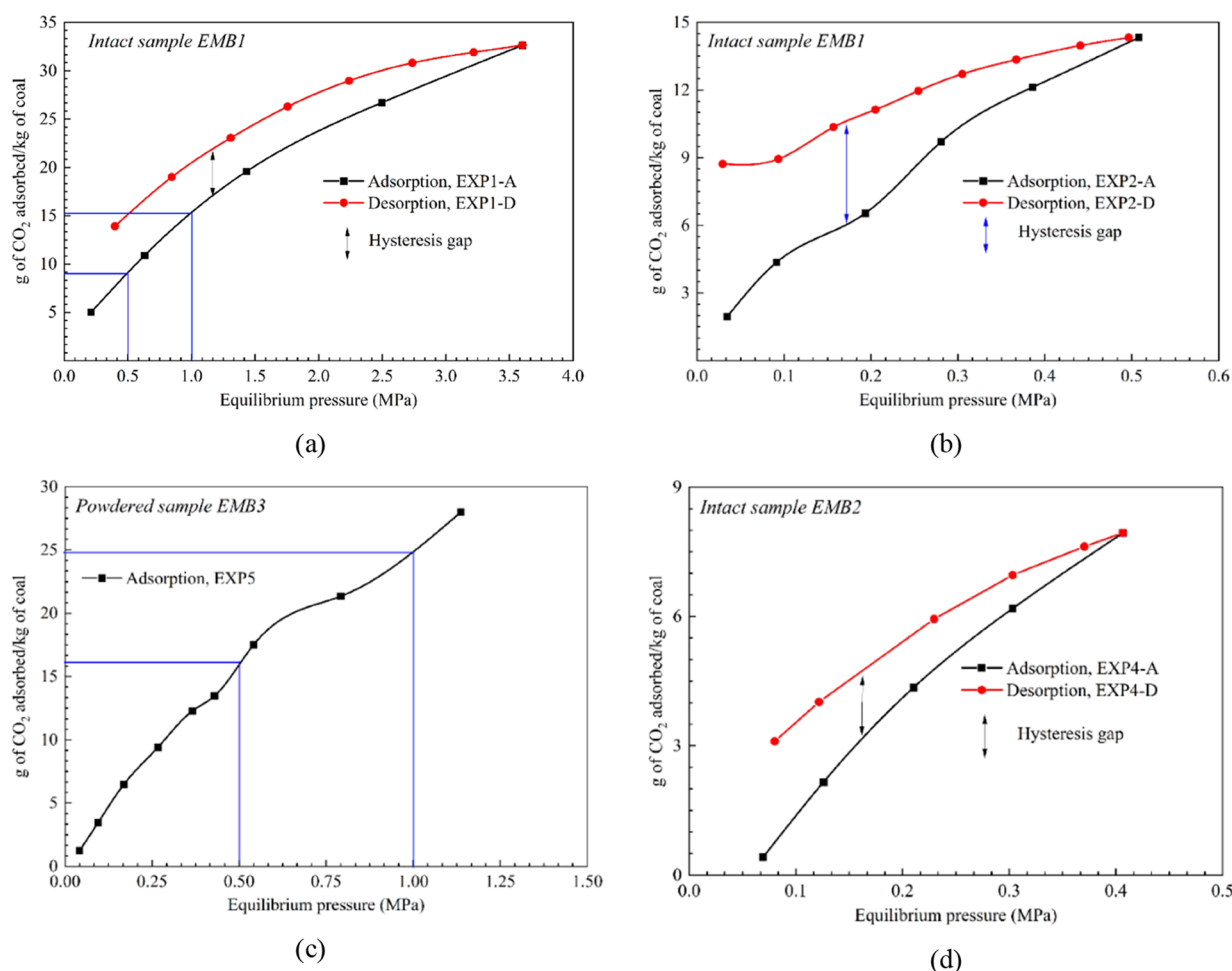 Intact sample EMB1
g of CO₂ adsorbed/kg of coal
35
30
25
20
15
10
5
0
Adsorption, EXP1-A
Desorption, EXP1-D
Hysteresis gap
0.0 0.5 1.0 1.5 2.0 2.5 3.0 3.5 4.0
Equilibrium pressure (MPa)
(a)
Intact sample EMB1
g of CO₂ adsorbed/kg of coal
15
12
9
6
3
Adsorption, EXP2-A
Desorption, EXP2-D
Hysteresis gap
0.0 0.1 0.2 0.3 0.4 0.5 0.6
Equilibrium pressure (MPa)
(b)
Powdered sample EMB3
g of CO₂ adsorbed/kg of coal
30
25
20
15
10
5
0
Adsorption, EXP5
0.00 0.25 0.50 0.75 1.00 1.25 1.50
Equilibrium pressure (MPa)
(c)
Intact sample EMB2
g of CO₂ adsorbed/kg of coal
9
6
3
0
Adsorption, EXP4-A
Desorption, EXP4-D
Hysteresis gap
0.0 0.1 0.2 0.3 0.4 0.5
Equilibrium pressure (MPa)
(d)